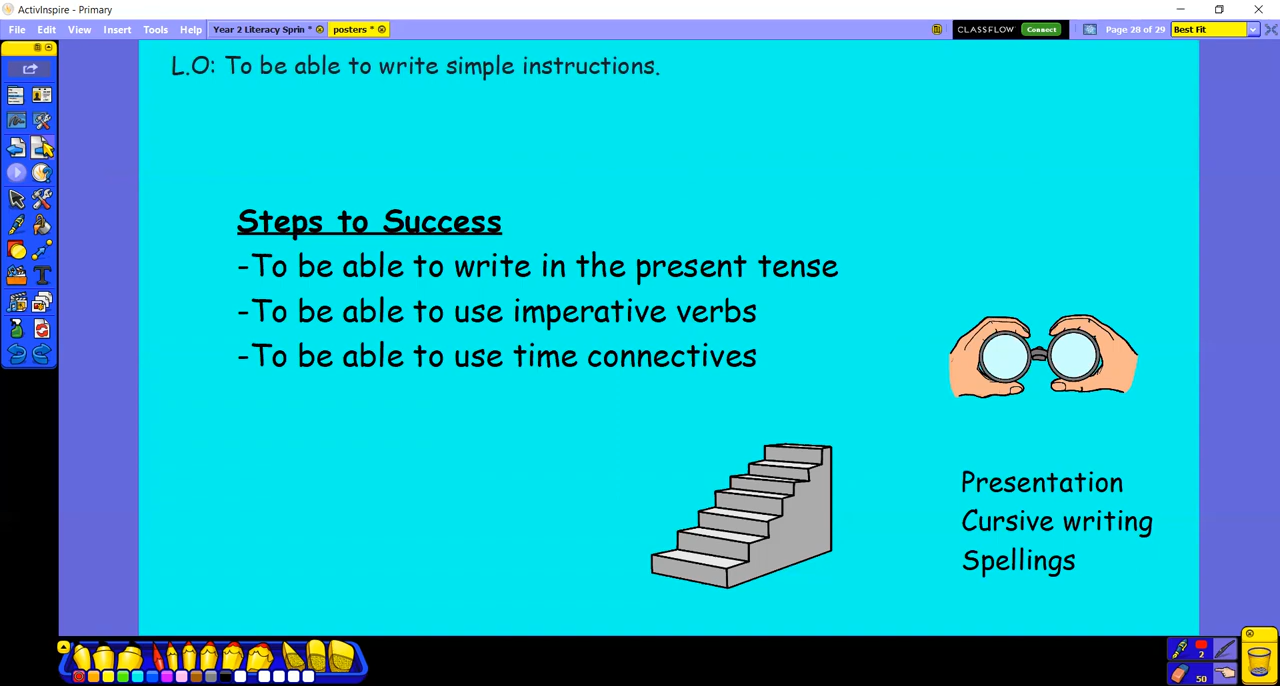 ActivInspire - Primary
File Edit View Insert Tools Help Year 2 Literacy Sprin * posters * CLASSFLOW Connect Page 28 of 29 Best Fit
L.O: To be able to write simple instructions.
Steps to Success
-To be able to write in the present tense
-To be able to use imperative verbs
-To be able to use time connectives
Presentation
Cursive writing
Spellings
2
50